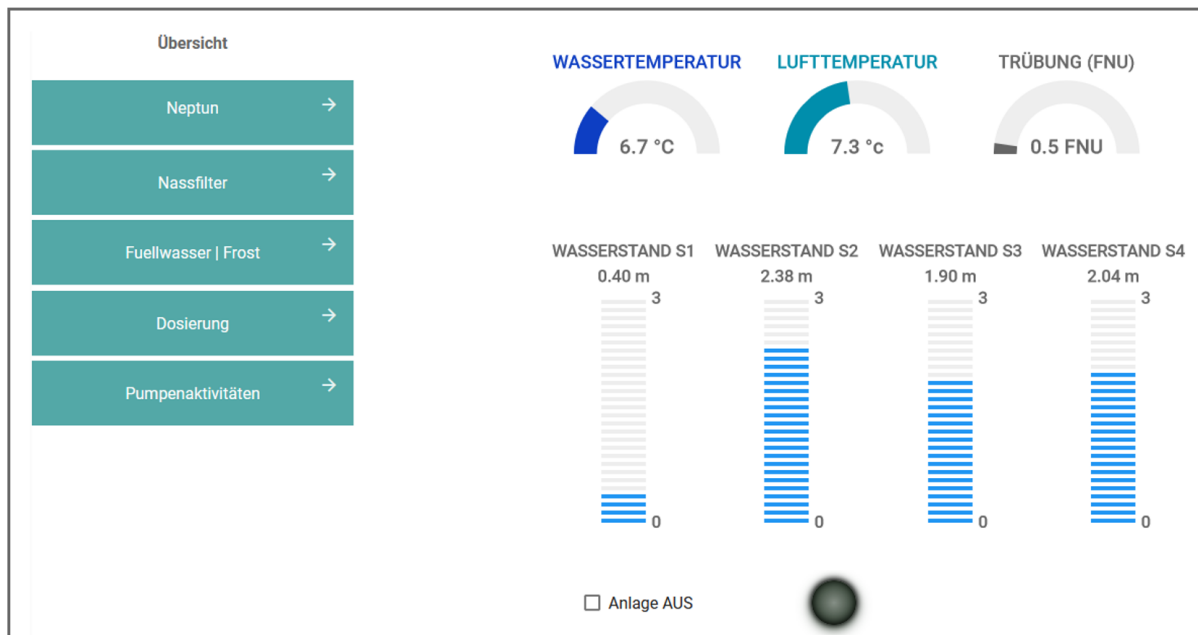 Übersicht
Neptun
Nassfilter
Fuellwasser | Frost
Dosierung
Pumpenaktivitäten
WASSERTEMPERATUR
6.7 °C
LUFTTEMPERATUR
7.3 °c
TRÜBUNG (FNU)
0.5 FNU
WASSERSTAND S1
0.40 m
3
0
WASSERSTAND S2
2.38 m
3
0
WASSERSTAND S3
1.90 m
3
0
WASSERSTAND S4
2.04 m
3
0
Anlage AUS